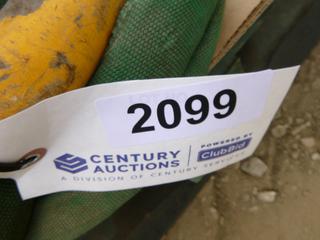 2099
CENTURY
AUCTIONS
POWERED BY
ClubBid
A DIVISION OF CENTURY SERVICES